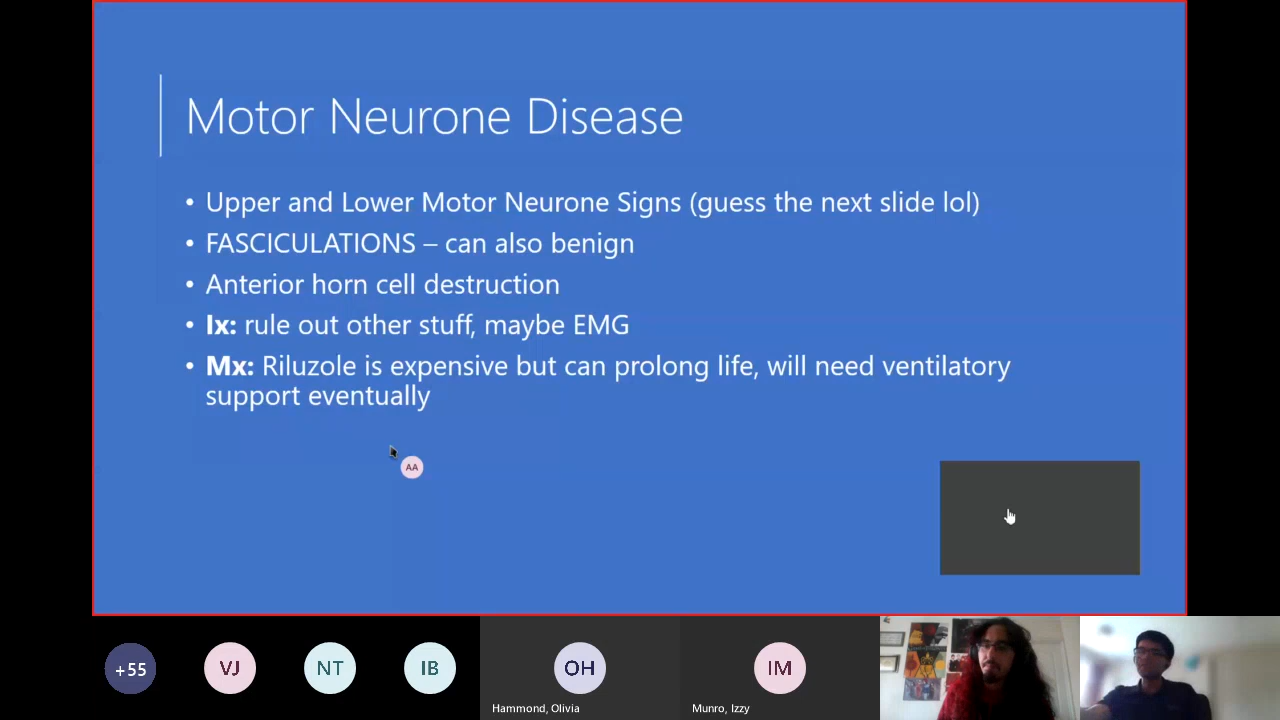 Motor Neurone Disease
• Upper and Lower Motor Neurone Signs (guess the next slide lol)
• FASCICULATIONS – can also benign
• Anterior horn cell destruction
• Ix: rule out other stuff, maybe EMG
• Mx: Riluzole is expensive but can prolong life, will need ventilatory
support eventually
AA
+55
VJ
NT
IB
OH
IM
Hammond, Olivia
Munro, Izzy